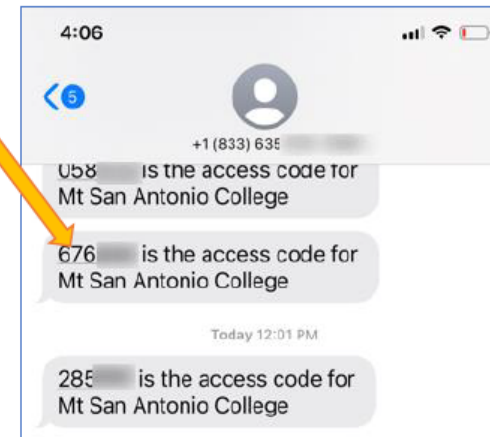 4:06
5
+1 (833) 635
058 is the access code for
Mt San Antonio College
676 is the access code for
Mt San Antonio College
Today 12:01 PM
285 is the access code for
Mt San Antonio College